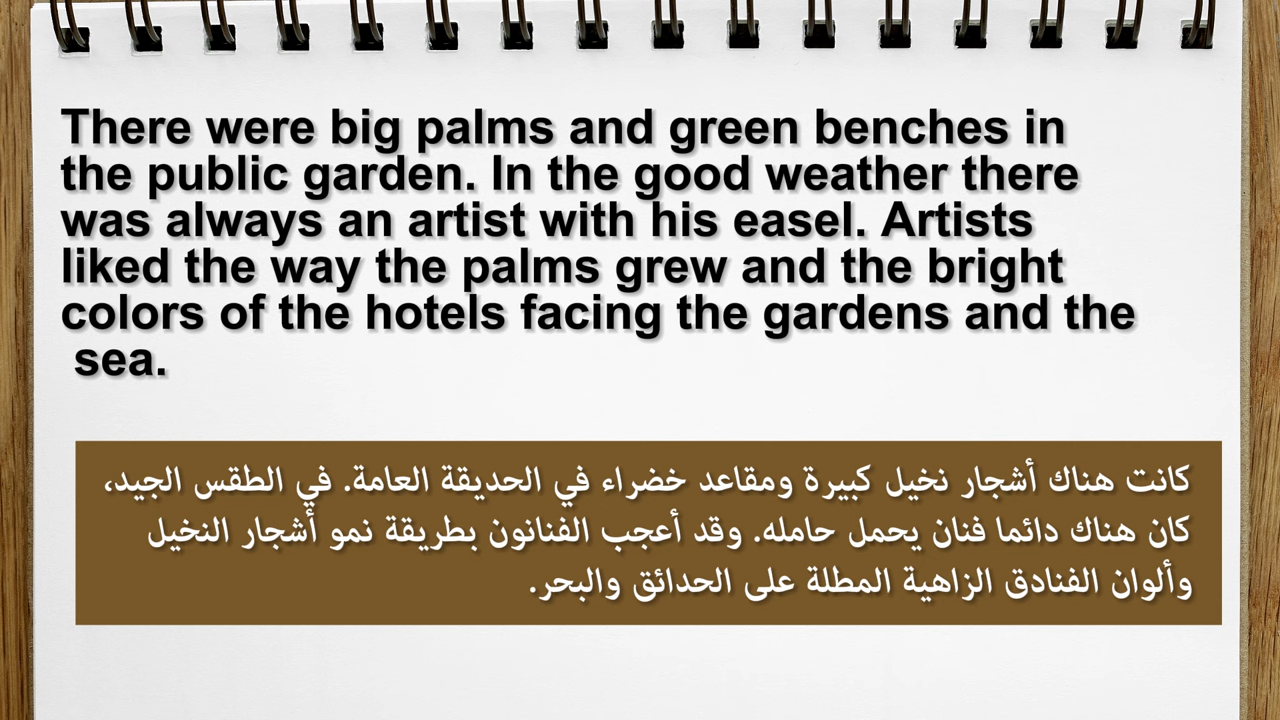 There were big palms and green benches in
the public garden. In the good weather there
was always an artist with his easel. Artists
liked the way the palms grew and the bright
colors of the hotels facing the gardens and the
sea.
كانت هناك أشجار نخيل كبيرة ومقاعد خضراء في الحديقة العامة. في الطقس الجيد،
كان هناك دائما فنان يحمل حامله. وقد أعجب الفنانون بطريقة نمو أشجار النخيل
وألوان الفنادق الزاهية المطلة على الحدائق والبحر.